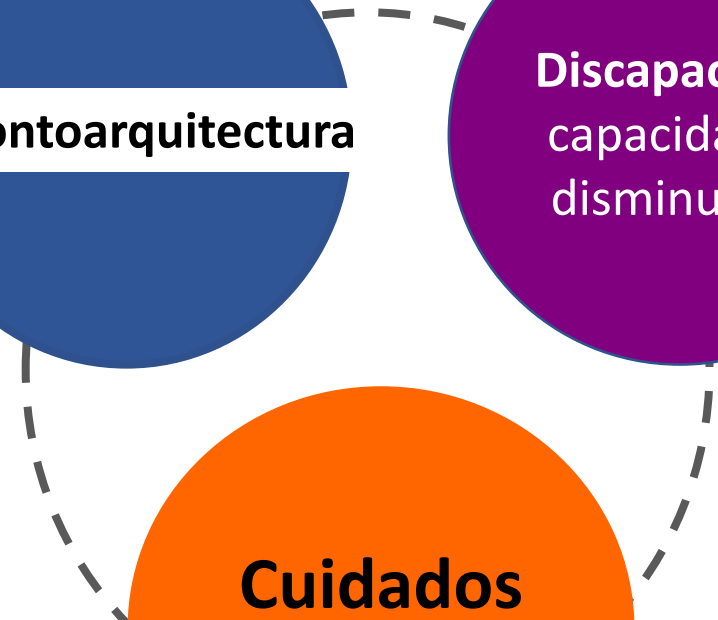 ontoarquitectura
Discapac
capacida
disminu
Cuidados